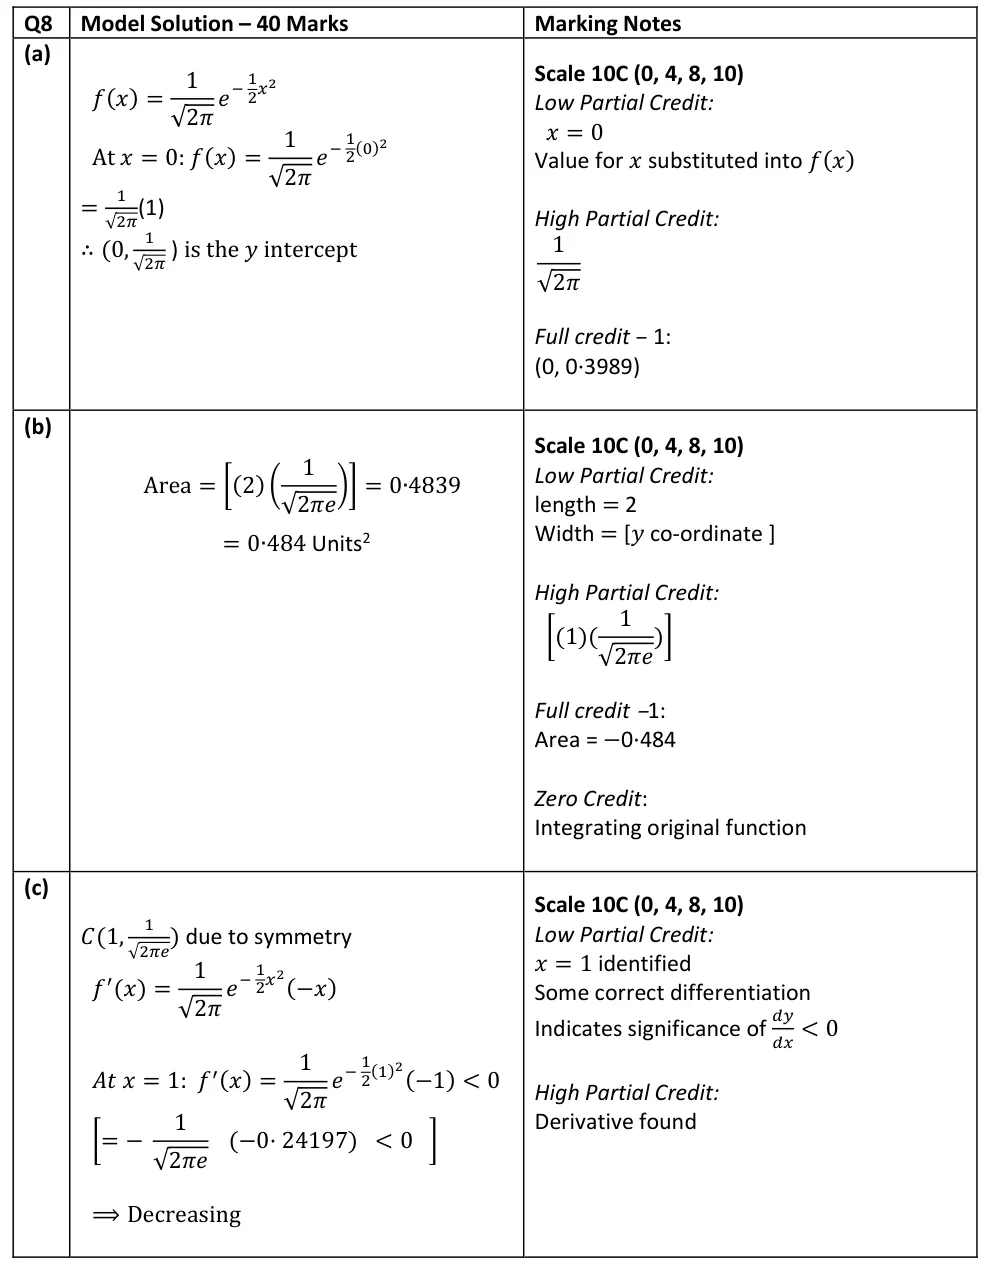 Q8 Model Solution – 40 Marks Marking Notes
(a)
f(x) = 1/√(2π) e^(−½x²)
At x = 0: f(x) = 1/√(2π) e^(−½(0)²)
= 1/√(2π) (1)
∴ (0, 1/√(2π)) is the y intercept
Scale 10C (0, 4, 8, 10)
Low Partial Credit:
x = 0
Value for x substituted into f(x)
High Partial Credit:
1/√(2π)
Full credit – 1:
(0, 0·3989)
(b)
Area = [(2)(1/√(2πe))] = 0·4839
= 0·484 Units²
Scale 10C (0, 4, 8, 10)
Low Partial Credit:
length = 2
Width = [y co-ordinate ]
High Partial Credit:
[(1)(1/√(2πe))]
Full credit –1:
Area = −0·484
Zero Credit:
Integrating original function
(c)
C(1, 1/√(2πe)) due to symmetry
f′(x) = 1/√(2π) e^(−½x²) (−x)
At x = 1: f′(x) = 1/√(2π) e^(−½(1)²) (−1) < 0
[= − 1/√(2πe) (−0· 24197) < 0 ]
⟹ Decreasing
Scale 10C (0, 4, 8, 10)
Low Partial Credit:
x = 1 identified
Some correct differentiation
Indicates significance of dy/dx < 0
High Partial Credit:
Derivative found